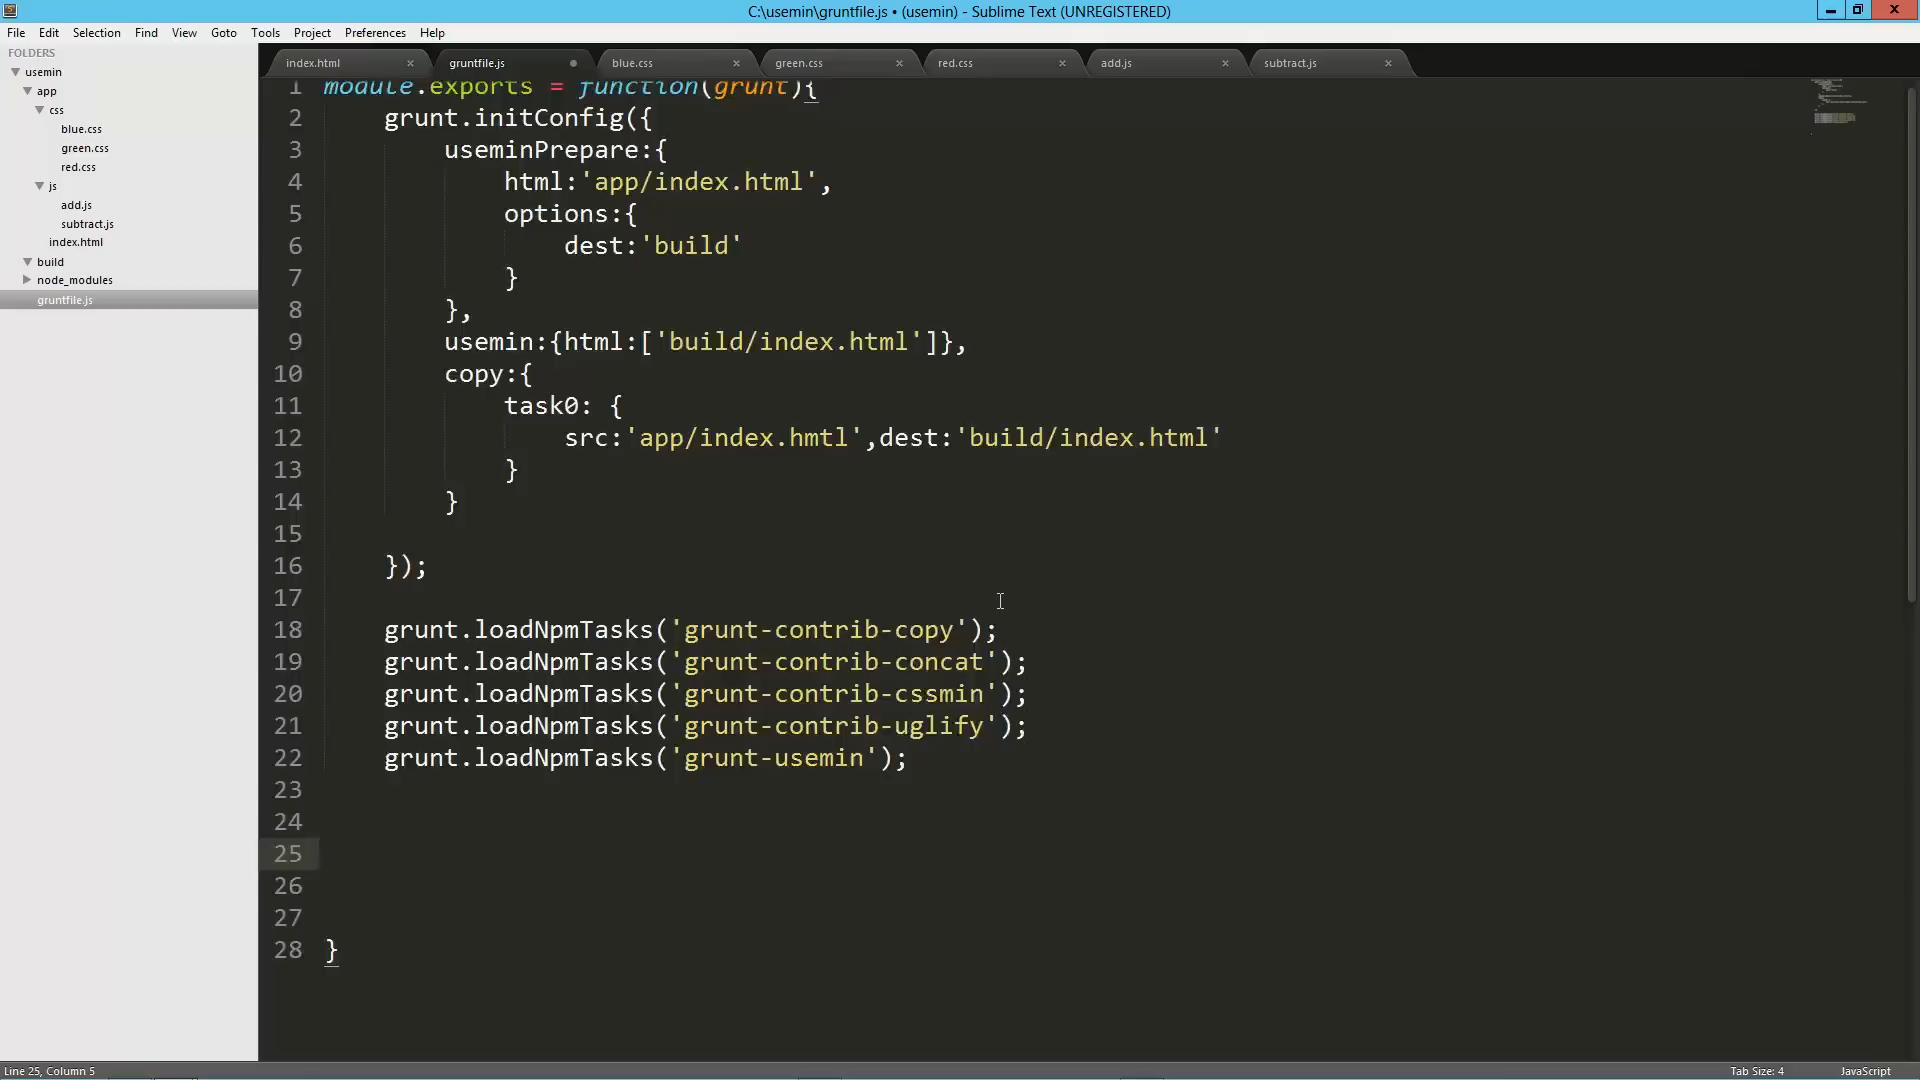 C:\usemin\gruntfile.js • (usemin) - Sublime Text (UNREGISTERED)
File Edit Selection Find View Goto Tools Project Preferences Help
FOLDERS
usemin
app
css
blue.css
green.css
red.css
js
add.js
subtract.js
index.html
build
node_modules
gruntfile.js
index.html gruntfile.js blue.css green.css red.css add.js subtract.js
1 module.exports = function(grunt){
2 grunt.initConfig({
3 useminPrepare:{
4 html:'app/index.html',
5 options:{
6 dest:'build'
7 }
8 },
9 usemin:{html:['build/index.html']},
10 copy:{
11 task0: {
12 src:'app/index.hmtl',dest:'build/index.html'
13 }
14 }
15
16 });
17
18 grunt.loadNpmTasks('grunt-contrib-copy');
19 grunt.loadNpmTasks('grunt-contrib-concat');
20 grunt.loadNpmTasks('grunt-contrib-cssmin');
21 grunt.loadNpmTasks('grunt-contrib-uglify');
22 grunt.loadNpmTasks('grunt-usemin');
23
24
25
26
27
28 }
Line 25, Column 5
Tab Size: 4
JavaScript